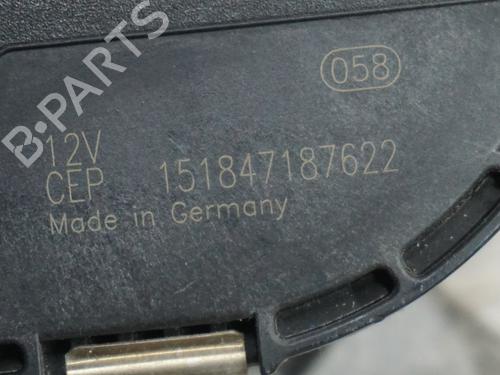 B-PARTS
058
12V
CEP 151847187622
Made in Germany